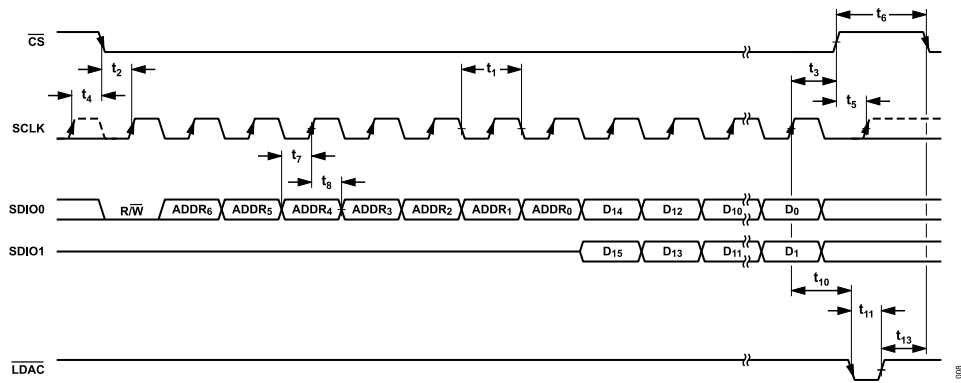 t6
CS
t2
t1
t3
t4
t5
SCLK
t7
t8
SDIO0
R/W
ADDR6
ADDR5
ADDR4
ADDR3
ADDR2
ADDR1
ADDR0
D14
D12
D10
D0
SDIO1
D15
D13
D11
D1
t10
t11
t13
LDAC
008